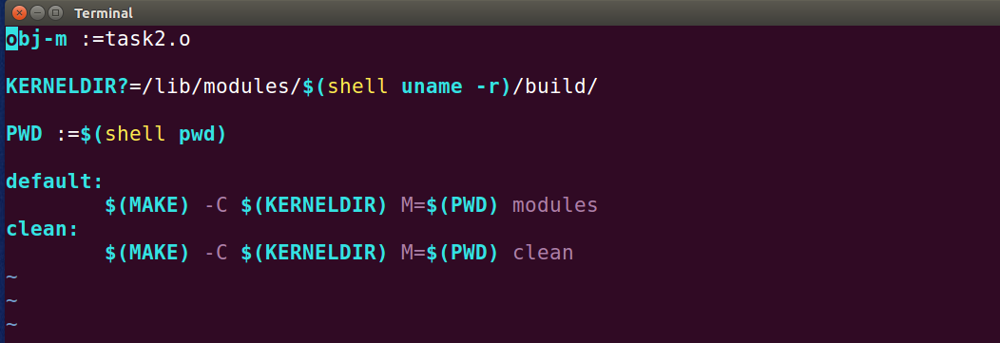 Terminal
obj-m :=task2.o
KERNELDIR?=/lib/modules/$(shell uname -r)/build/
PWD :=$(shell pwd)
default:
        $(MAKE) -C $(KERNELDIR) M=$(PWD) modules
clean:
        $(MAKE) -C $(KERNELDIR) M=$(PWD) clean
~
~
~